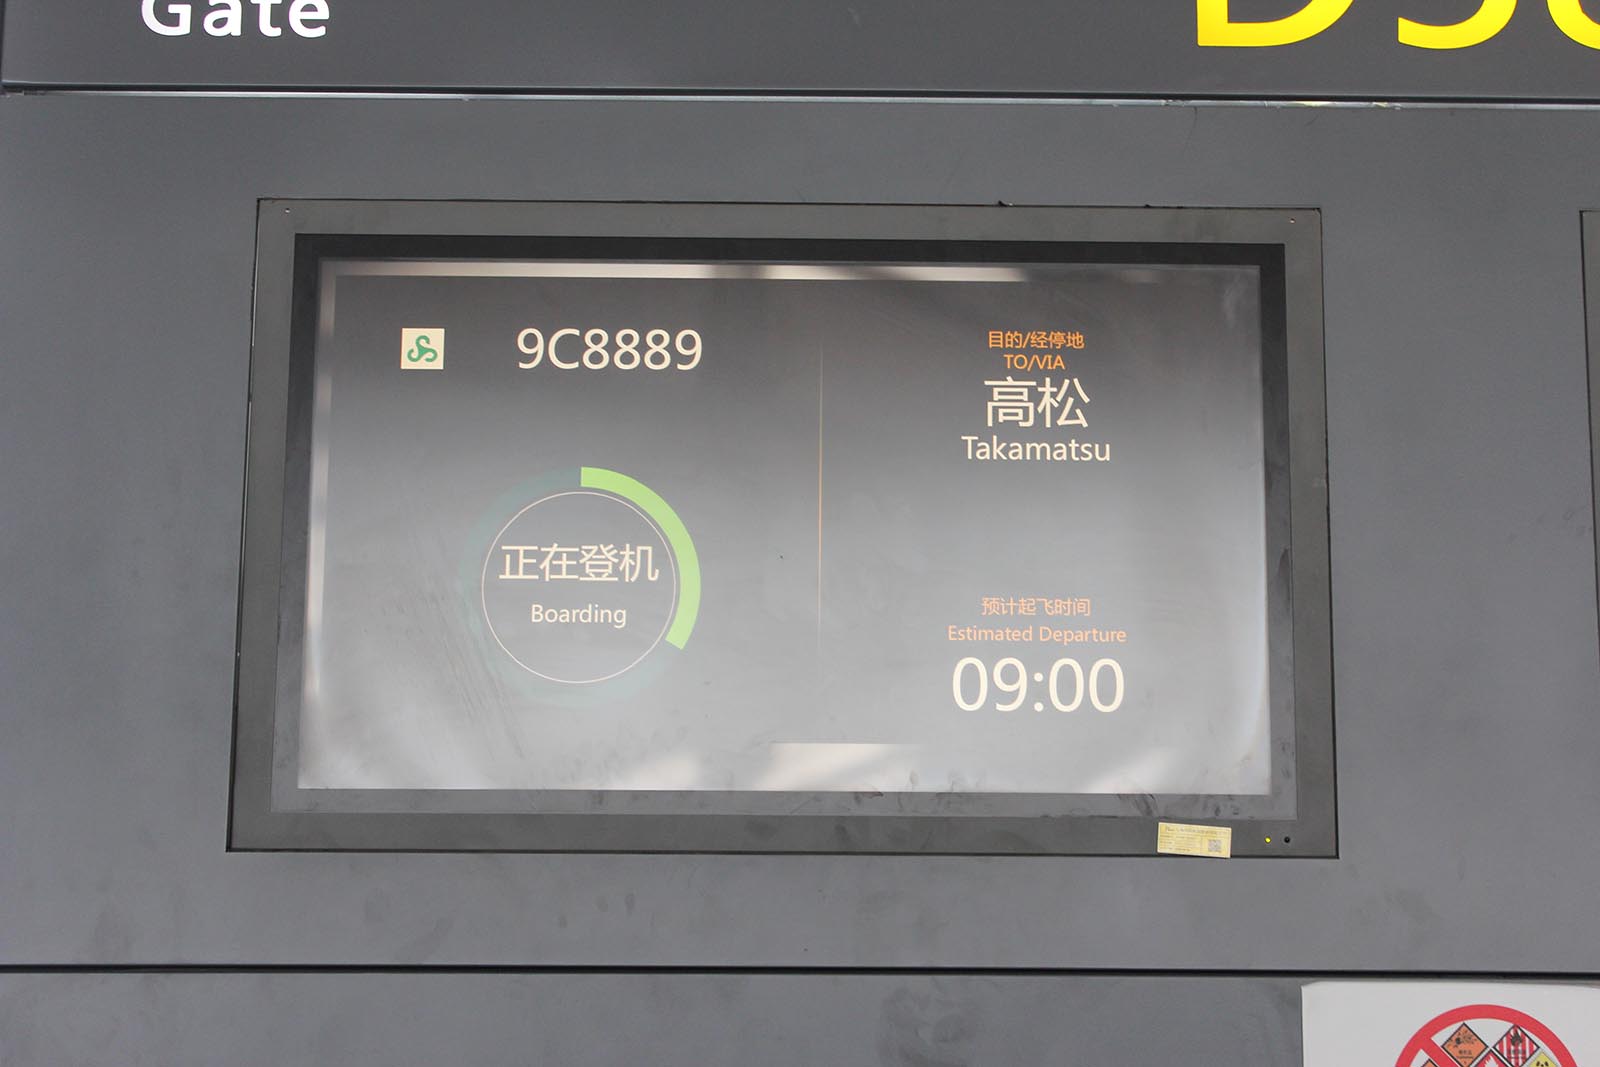 Gate
9C8889
目的/经停地
TO/VIA
高松
Takamatsu
正在登机
Boarding
预计起飞时间
Estimated Departure
09:00